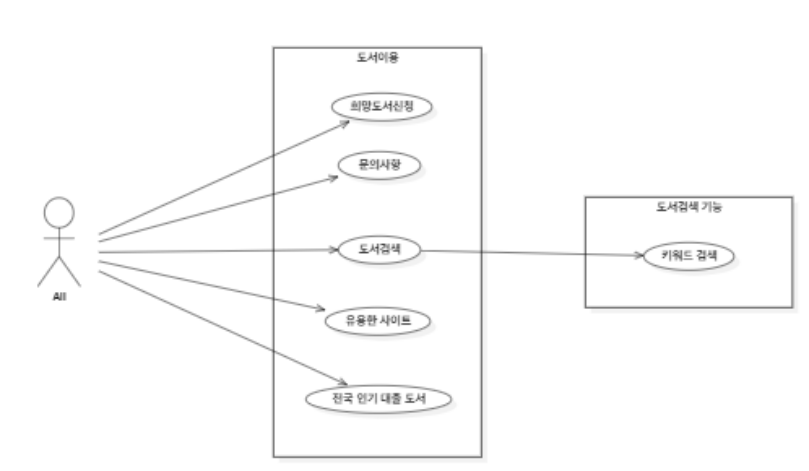 도서이용
희망도서신청
문의사항
도서검색
유용한 사이트
전국 인기 대출 도서
All
도서검색 기능
키워드 검색